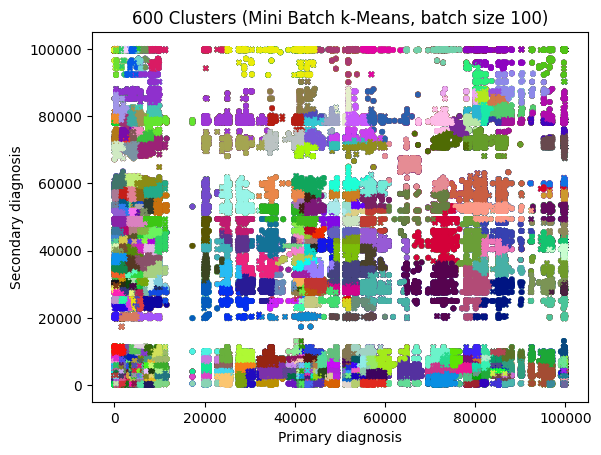 600 Clusters (Mini Batch k-Means, batch size 100)
100000
80000
60000
40000
20000
0
Secondary diagnosis
0 20000 40000 60000 80000 100000
Primary diagnosis